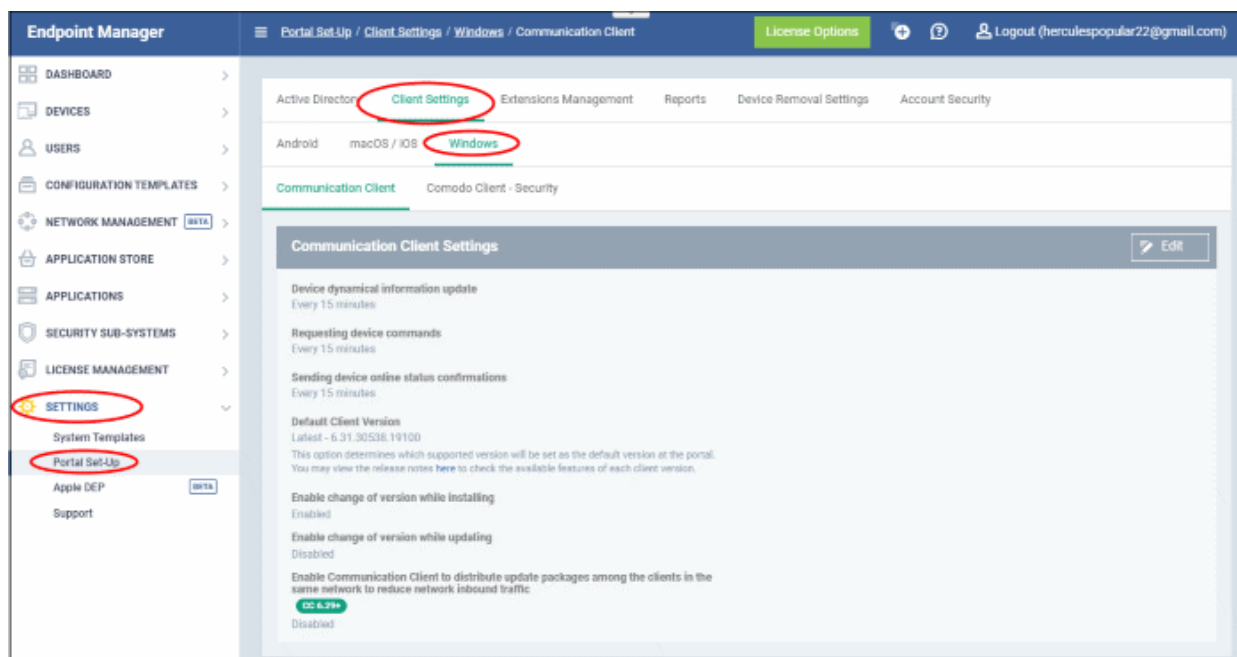 Endpoint Manager
Portal Set-Up / Client Settings / Windows / Communication Client
License Options
Logout (herculespopular22@gmail.com)
DASHBOARD
DEVICES
USERS
CONFIGURATION TEMPLATES
NETWORK MANAGEMENT BETA
APPLICATION STORE
APPLICATIONS
SECURITY SUB-SYSTEMS
LICENSE MANAGEMENT
SETTINGS
System Templates
Portal Set-Up
Apple DEP BETA
Support
Active Directory Client Settings Extensions Management Reports Device Removal Settings Account Security
Android macOS / iOS Windows
Communication Client Comodo Client - Security
Communication Client Settings
Edit
Device dynamical information update
Every 15 minutes
Requesting device commands
Every 15 minutes
Sending device online status confirmations
Every 15 minutes
Default Client Version
Latest - 6.31.30538.19100
This option determines which supported version will be set as the default version at the portal.
You may view the release notes here to check the available features of each client version.
Enable change of version while installing
Enabled
Enable change of version while updating
Disabled
Enable Communication Client to distribute update packages among the clients in the
same network to reduce network inbound traffic
CC 6.29+
Disabled